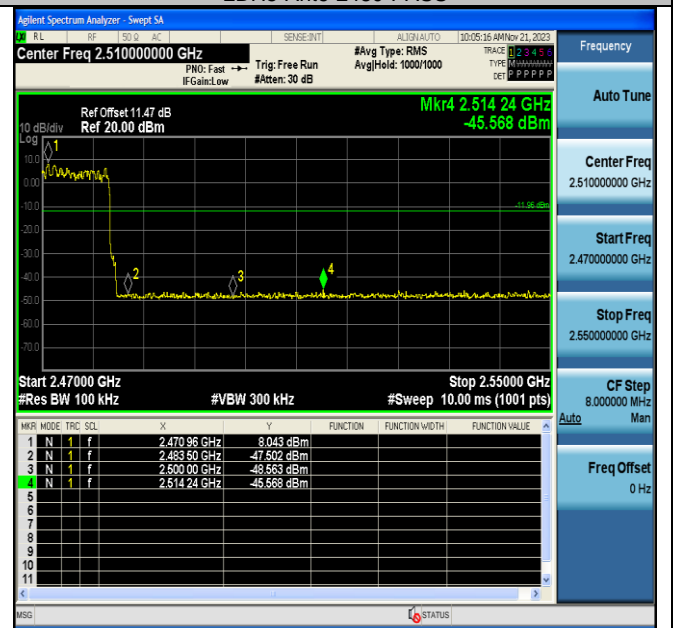 Agilent Spectrum Analyzer - Swept SA
LXI RL RF 50 Ω AC SENSE:INT ALIGNAUTO 10:05:16 AM Nov 21, 2023
Center Freq 2.510000000 GHz
PNO: Fast
IFGain:Low
Trig: Free Run
#Atten: 30 dB
#Avg Type: RMS
Avg|Hold: 1000/1000
TRACE 1 2 3 4 5 6
TYPE M
DET P P P P P
Ref Offset 11.47 dB
10 dB/div Ref 20.00 dBm
Log
Mkr4 2.514 24 GHz
-45.568 dBm
1
10.0
0.00
-10.0
-11.96 dBm
-20.0
-30.0
-40.0
2
3
4
-50.0
-60.0
-70.0
Start 2.47000 GHz
Stop 2.55000 GHz
#Res BW 100 kHz #VBW 300 kHz #Sweep 10.00 ms (1001 pts)
MKR MODE TRC SCL X Y FUNCTION FUNCTION WIDTH FUNCTION VALUE
1 N 1 f 2.470 96 GHz 8.043 dBm
2 N 1 f 2.483 50 GHz -47.502 dBm
3 N 1 f 2.500 00 GHz -48.563 dBm
4 N 1 f 2.514 24 GHz -45.568 dBm
5
6
7
8
9
10
11
MSG
STATUS
Frequency
Auto Tune
Center Freq
2.510000000 GHz
Start Freq
2.470000000 GHz
Stop Freq
2.550000000 GHz
CF Step
8.000000 MHz
Auto Man
Freq Offset
0 Hz